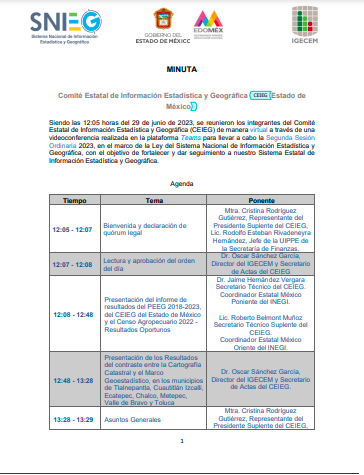 SNIEG
Sistema Nacional de Información
Estadística y Geográfica
GOBIERNO DEL
ESTADO DE MÉXICO
EDOMÉX
IGECEM
MINUTA
Comité Estatal de Información Estadística y Geográfica (CEIEG Estado de
México)
Siendo las 12:05 horas del 29 de junio de 2023, se reunieron los integrantes del Comité
Estatal de Información Estadística y Geográfica (CEIEG) de manera virtual a través de una
videoconferencia realizada en la plataforma Teams para llevar a cabo la Segunda Sesión
Ordinaria 2023, en el marco de la Ley del Sistema Nacional de Información Estadística y
Geográfica, con el objetivo de fortalecer y dar seguimiento a nuestro Sistema Estatal de
Información Estadística y Geográfica.
Agenda
Tiempo Tema Ponente
12:05 - 12:07
Bienvenida y declaración de
quórum legal
Mtra. Cristina Rodríguez
Gutiérrez, Representante del
Presidente Suplente del CEIEG,
Lic. Rodolfo Esteban Rivadeneyra
Hernández, Jefe de la UIPPE de
la Secretaría de Finanzas.
12:07 - 12:08
Lectura y aprobación del orden
del día
Dr. Oscar Sánchez García,
Director del IGECEM y Secretario
de Actas del CEIEG
12:08 - 12:48
Presentación del informe de
resultados del PEEG 2018-2023,
del CEIEG del Estado de México
y el Censo Agropecuario 2022 -
Resultados Oportunos
Dr. Jaime Hernández Vergara
Secretario Técnico del CEIEG.
Coordinador Estatal México
Poniente del INEGI.
Lic. Roberto Belmont Muñoz
Secretario Técnico Suplente del
CEIEG.
Coordinador Estatal México
Oriente del INEGI.
12:48 - 13:28
Presentación de los Resultados
del contraste entre la Cartografía
Catastral y el Marco
Geoestadístico, en los municipios
de Tlalnepantla, Cuautitlán Izcalli,
Ecatepec, Chalco, Metepec,
Valle de Bravo y Toluca
Dr. Oscar Sánchez García,
Director del IGECEM y Secretario
de Actas del CEIEG.
13:28 - 13:29
Asuntos Generales
Mtra. Cristina Rodríguez
Gutiérrez, Representante del
Presidente Suplente del CEIEG,
1